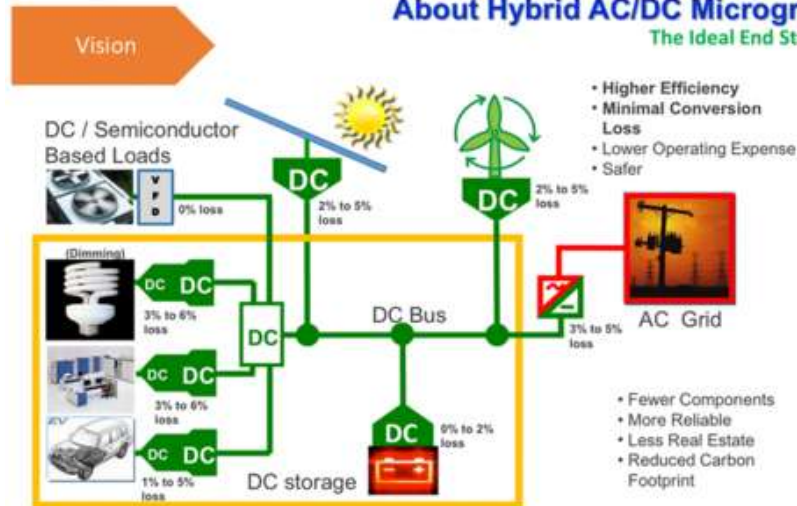 About Hybrid AC/DC Microgr
The Ideal End St
Vision
• Higher Efficiency
• Minimal Conversion
Loss
• Lower Operating Expense
• Safer
DC / Semiconductor
Based Loads
V
F
D
0% loss
DC
2% to 5%
loss
DC
2% to 5%
loss
(Dimming)
DC DC
3% to 6%
loss
DC
DC Bus
3% to 5%
loss
AC Grid
DC DC
3% to 6%
loss
EV
DC DC
1% to 5%
loss
DC
0% to 2%
loss
DC storage
• Fewer Components
• More Reliable
• Less Real Estate
• Reduced Carbon
Footprint